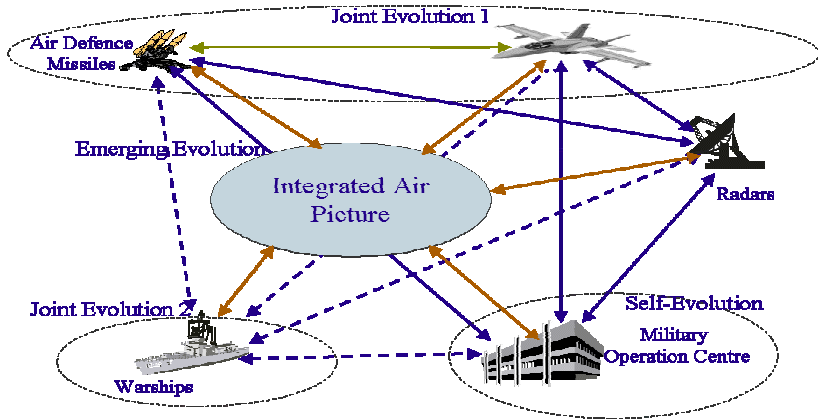 Joint Evolution 1
Air Defence
Missiles
Emerging Evolution
Integrated Air
Picture
Radars
Joint Evolution 2
Self-Evolution
Military
Operation Centre
Warships